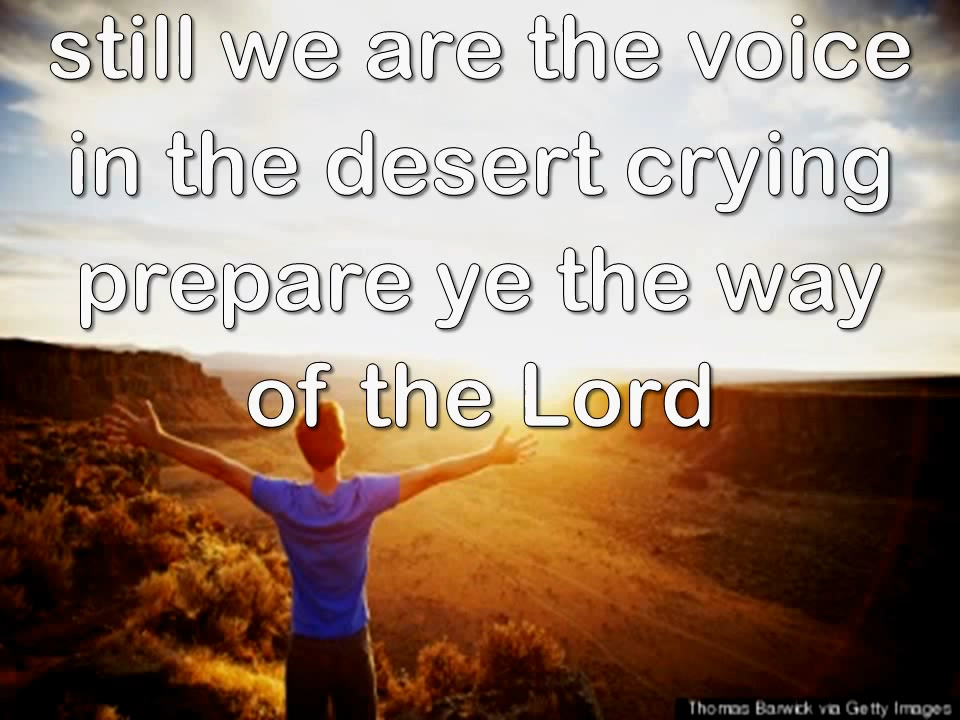 still we are the voice
in the desert crying
prepare ye the way
of the Lord
Thomas Barwick via Getty Images